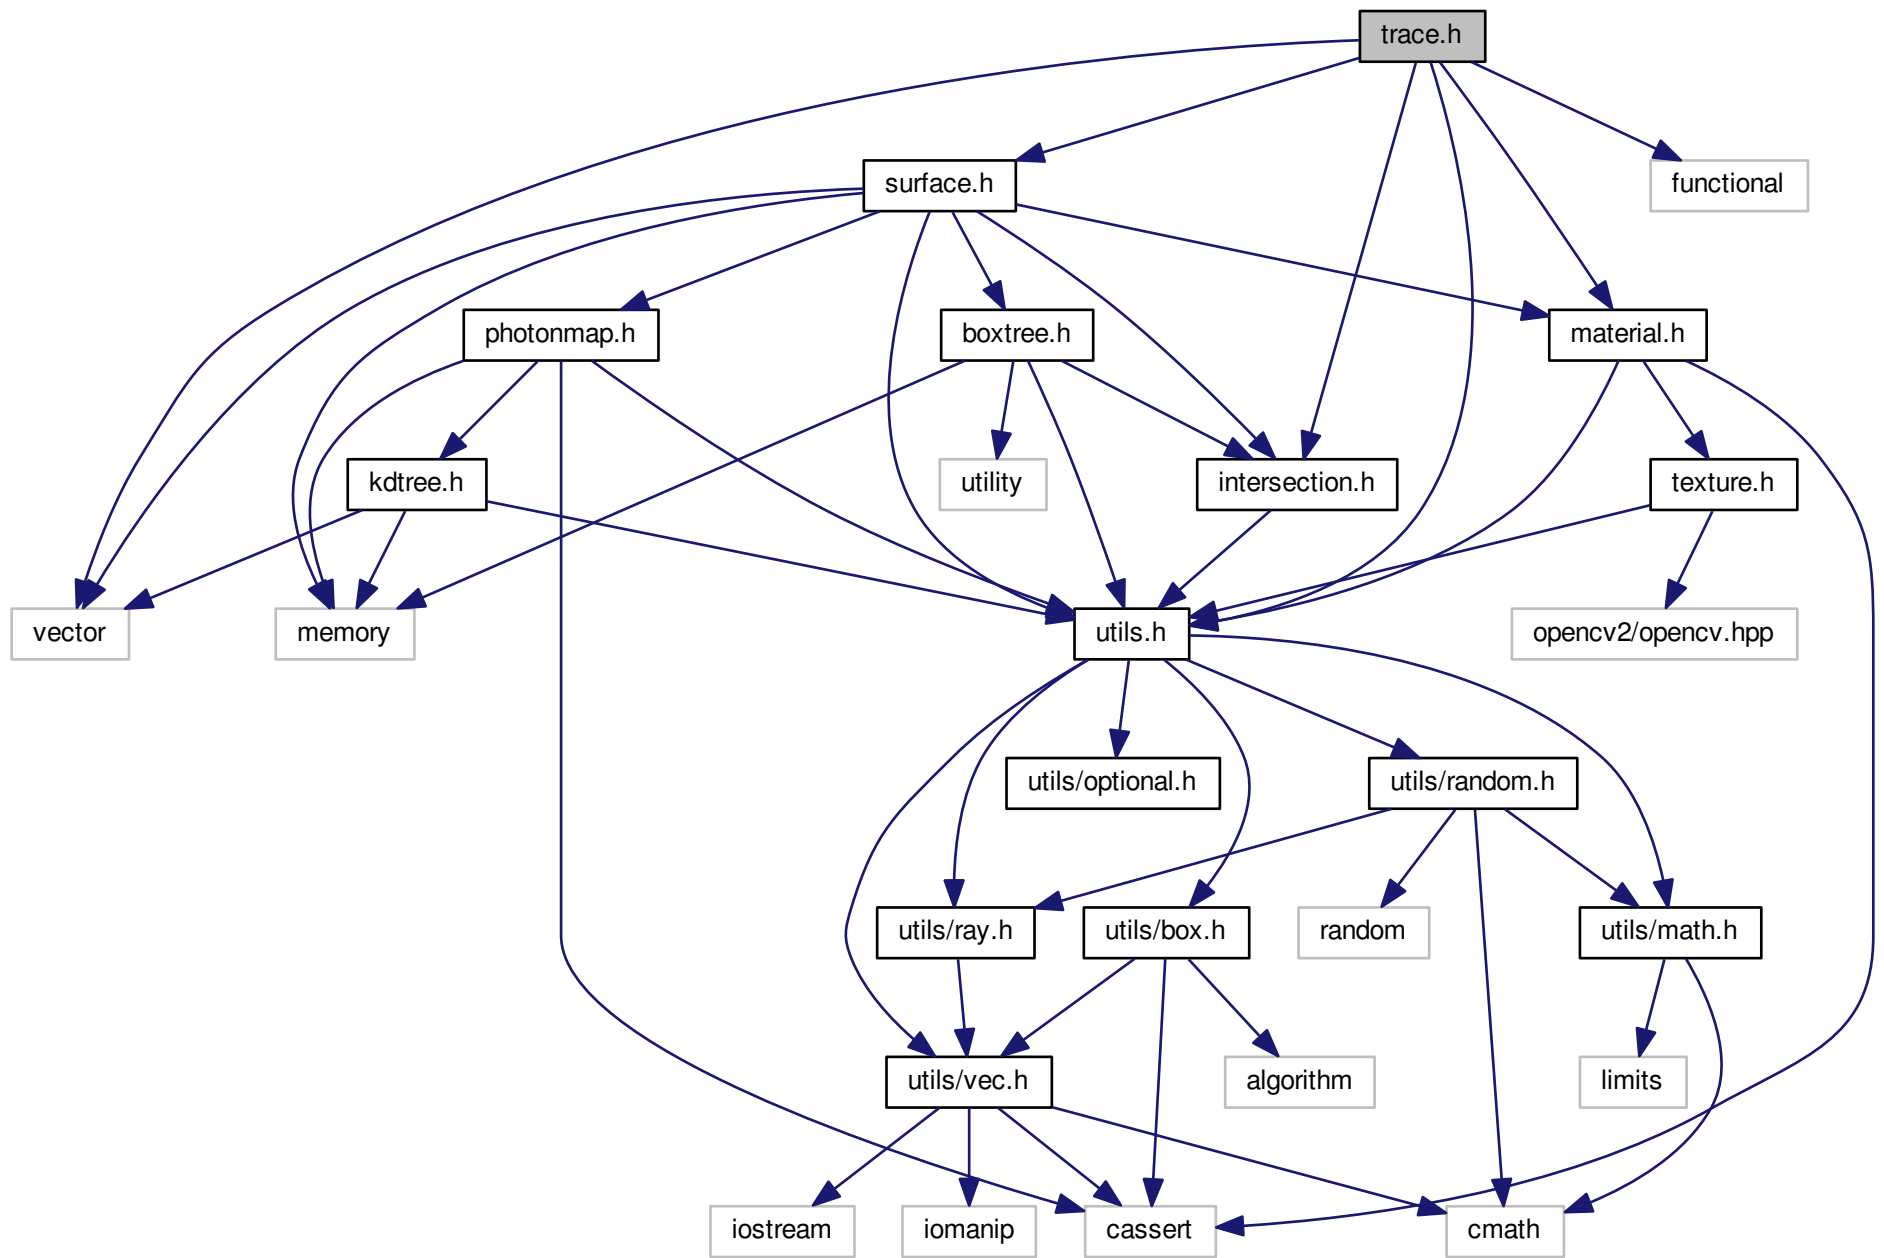 trace.h
surface.h
functional
photonmap.h
boxtree.h
material.h
kdtree.h
utility
intersection.h
texture.h
vector
memory
utils.h
opencv2/opencv.hpp
utils/optional.h
utils/random.h
utils/ray.h
utils/box.h
random
utils/math.h
utils/vec.h
algorithm
limits
iostream
iomanip
cassert
cmath